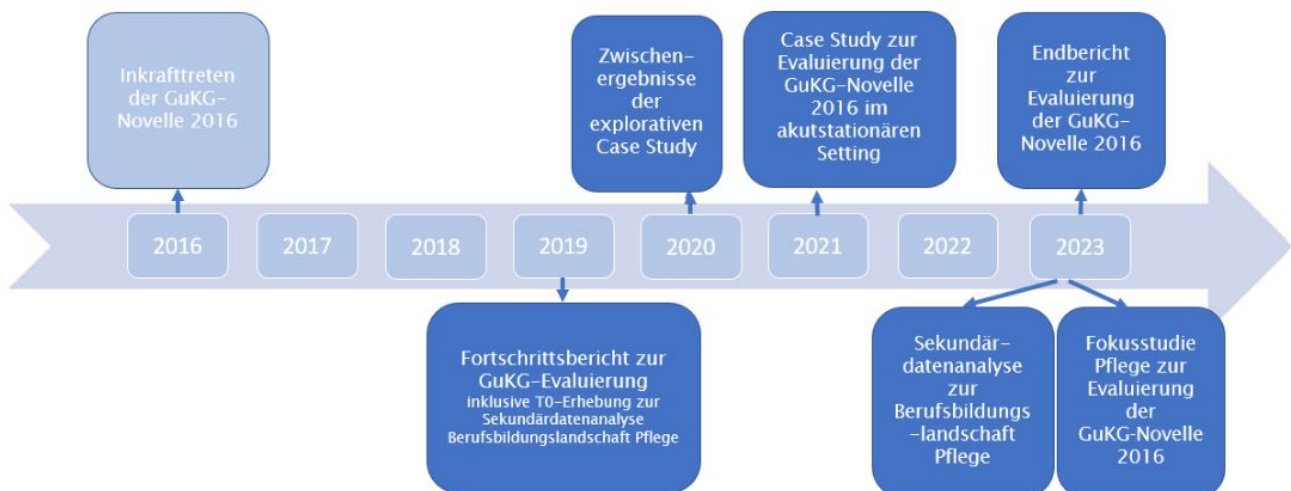 Inkrafttreten
der GuKG-
Novelle 2016
Zwischen-
ergebnisse
der
explorativen
Case Study
Case Study zur
Evaluierung der
GuKG-Novelle
2016 im
akutstationären
Setting
Endbericht
zur
Evaluierung
der GuKG-
Novelle 2016
2016
2017
2018
2019
2020
2021
2022
2023
Fortschrittsbericht zur
GuKG-Evaluierung
inklusive T0-Erhebung zur
Sekundärdatenanalyse
Berufsbildungslandschaft Pflege
Sekundär-
datenanalyse
zur
Berufsbildungs
-landschaft
Pflege
Fokusstudie
Pflege zur
Evaluierung
der
GuKG-Novelle
2016